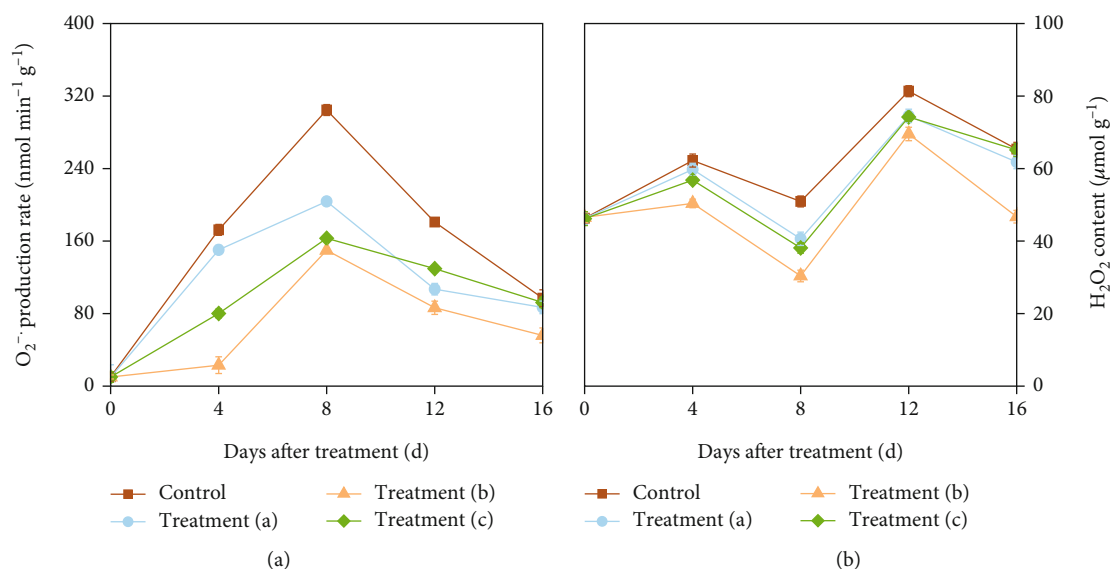 400
320
240
160
80
0
O₂⁻· production rate (nmol min⁻¹ g⁻¹)
0 4 8 12 16
Days after treatment (d)
Control
Treatment (a)
Treatment (b)
Treatment (c)
(a)
100
80
60
40
20
0
H₂O₂ content (μmol g⁻¹)
0 4 8 12 16
Days after treatment (d)
Control
Treatment (a)
Treatment (b)
Treatment (c)
(b)